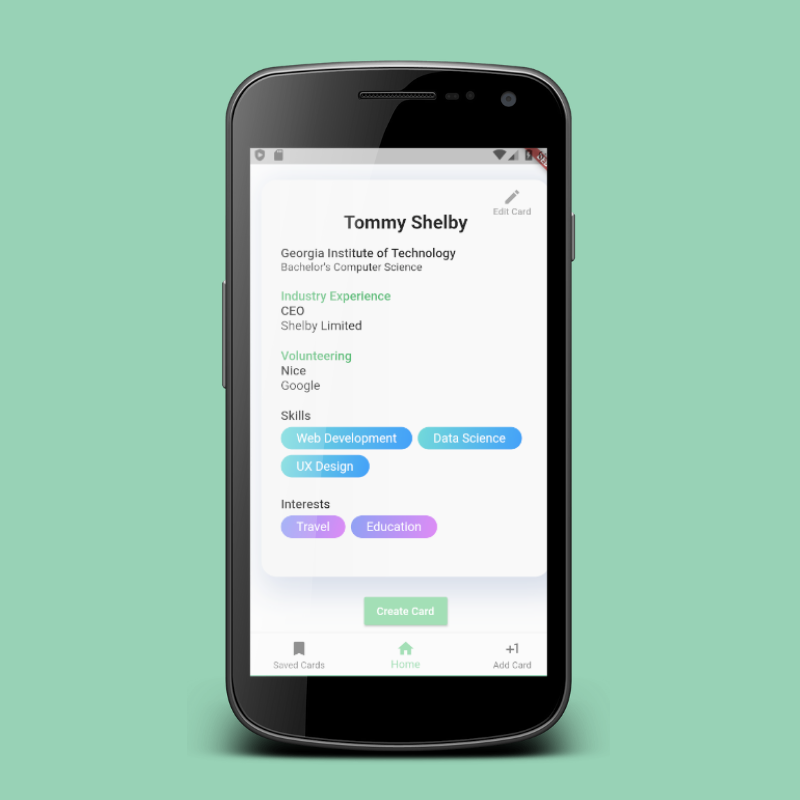 Edit Card
Tommy Shelby
Georgia Institute of Technology
Bachelor's Computer Science
Industry Experience
CEO
Shelby Limited
Volunteering
Nice
Google
Skills
Web Development Data Science
UX Design
Interests
Travel Education
Create Card
+1
Saved Cards Home Add Card